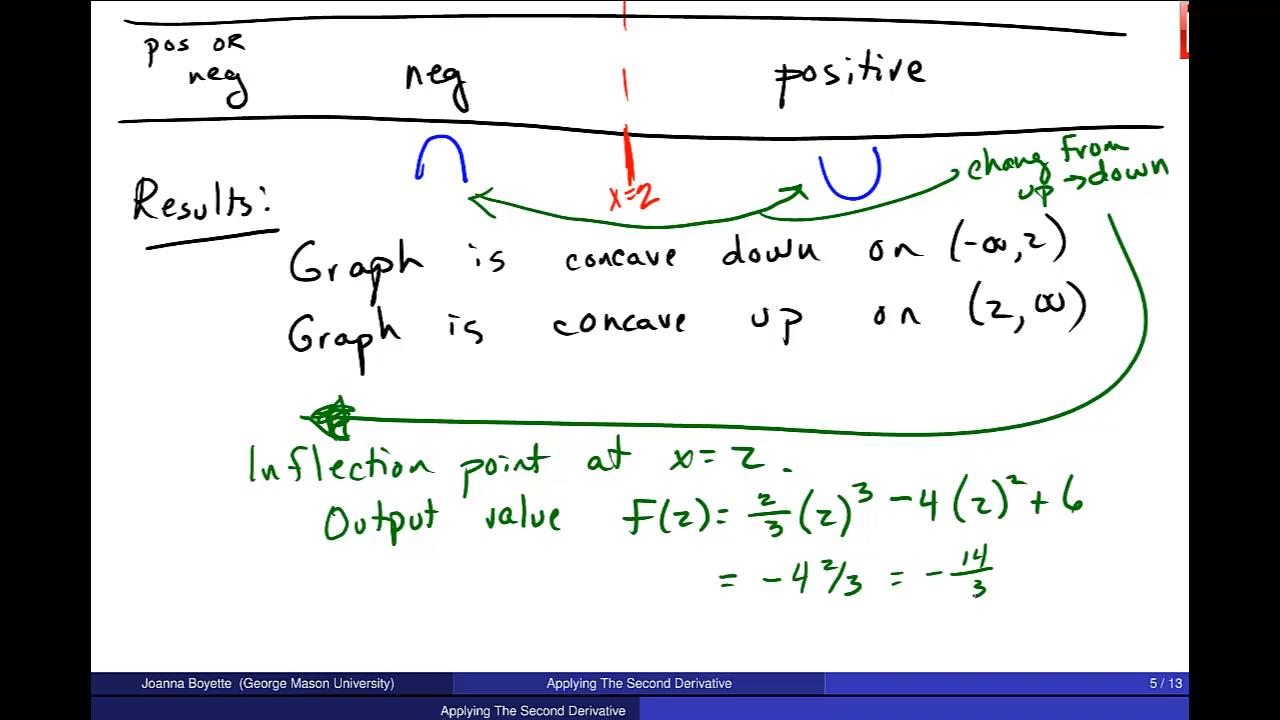 pos OR
neg
neg
positive
x=2
chang from
up → down
Results:
Graph is concave down on (-∞,2)
Graph is concave up on (2,∞)
Inflection point at x=2.
Output value f(2)= 2/3 (2)³ -4(2)²+6
= -4 2/3 = - 14/3
Joanna Boyette (George Mason University)
Applying The Second Derivative
5 / 13
Applying The Second Derivative